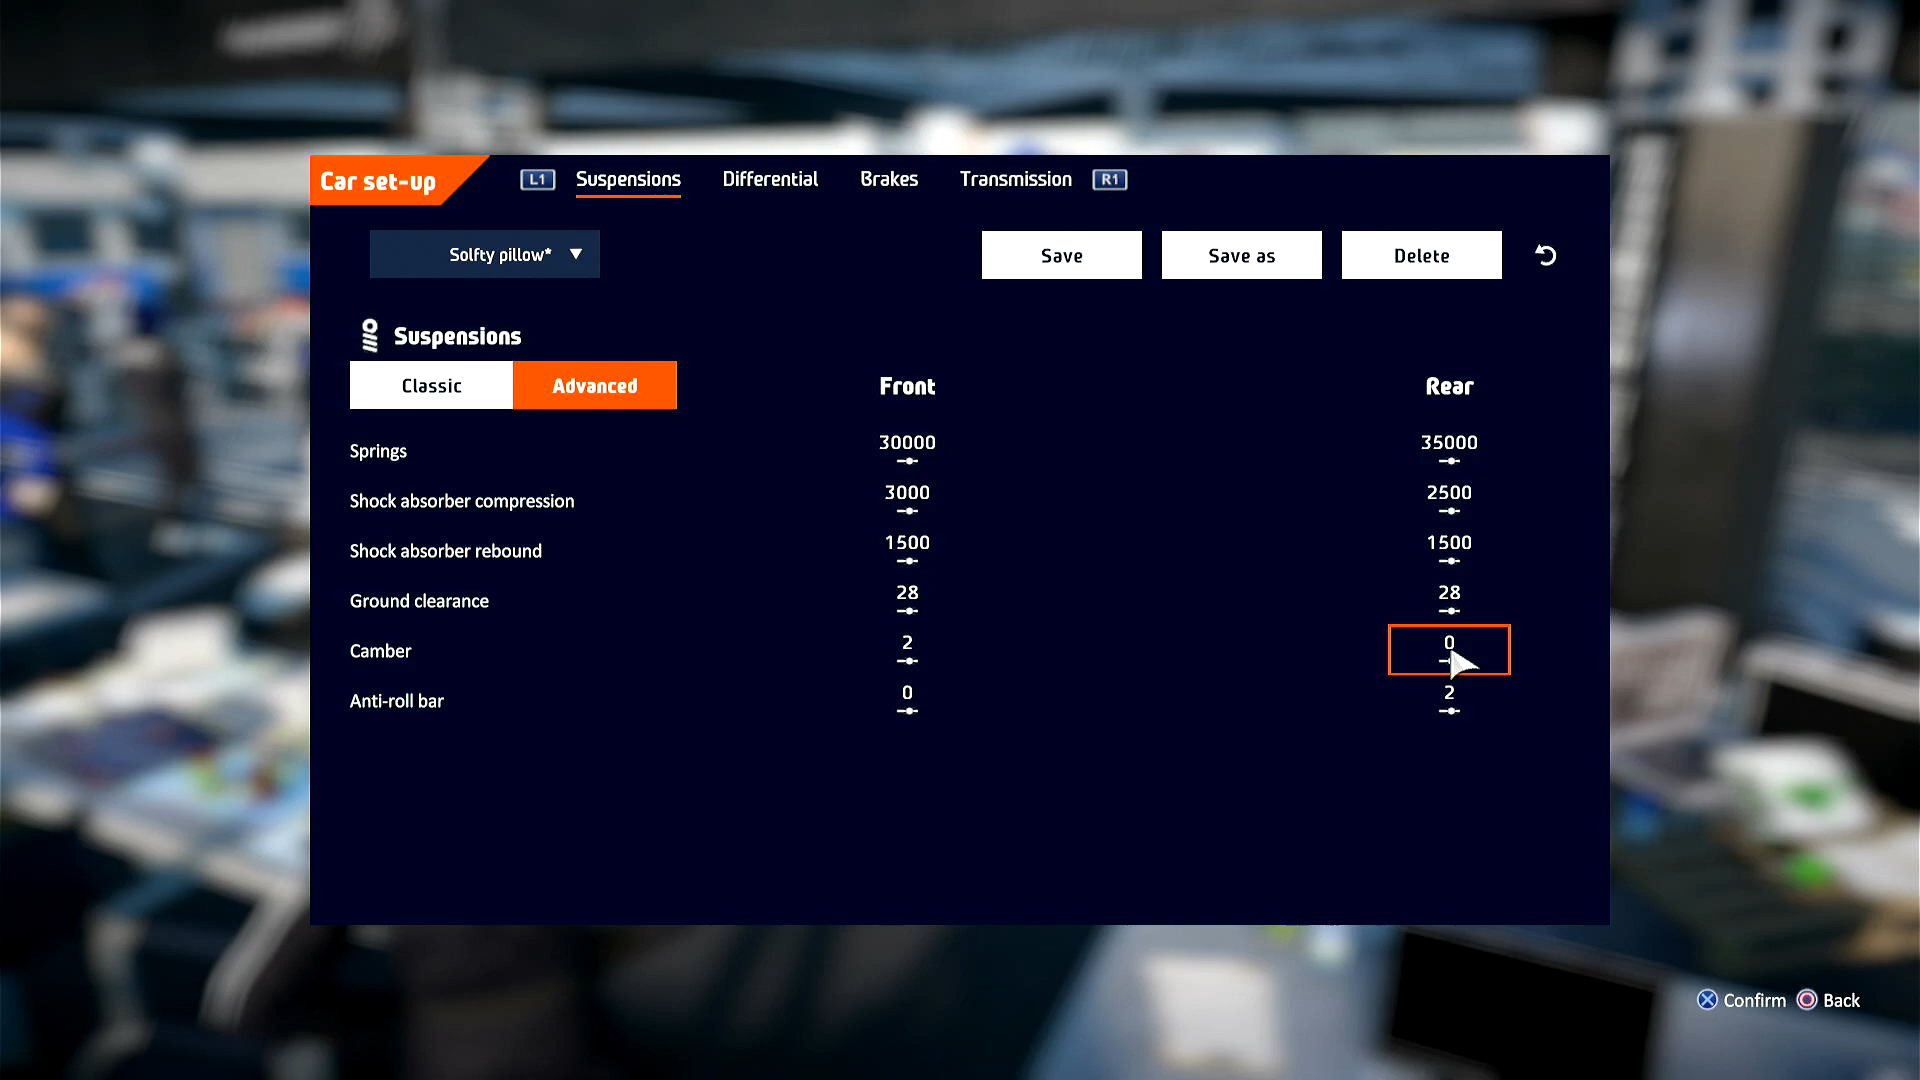 Car set-up
L1 Suspensions Differential Brakes Transmission R1
Solfty pillow* ▼ Save Save as Delete
Suspensions
Classic Advanced Front Rear
Springs 30000 35000
Shock absorber compression 3000 2500
Shock absorber rebound 1500 1500
Ground clearance 28 28
Camber 2 0
Anti-roll bar 0 2
Confirm Back